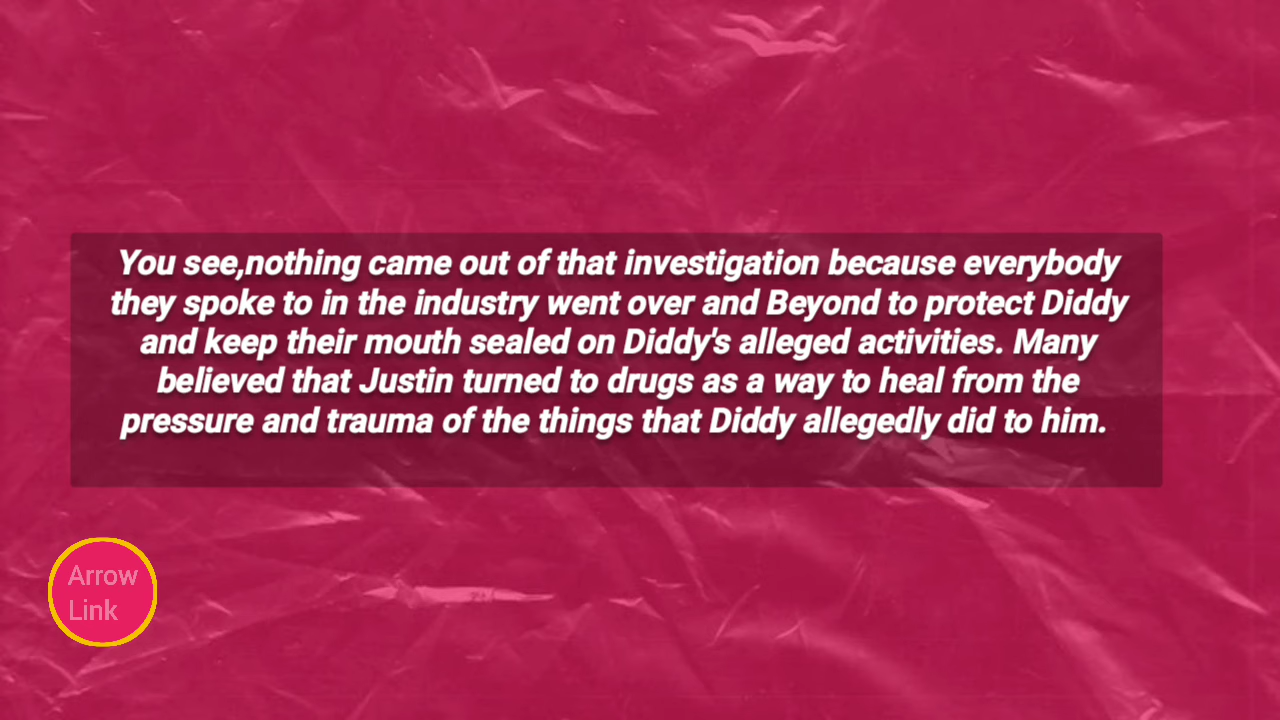 You see,nothing came out of that investigation because everybody
they spoke to in the industry went over and Beyond to protect Diddy
and keep their mouth sealed on Diddy's alleged activities. Many
believed that Justin turned to drugs as a way to heal from the
pressure and trauma of the things that Diddy allegedly did to him.
Arrow
Link